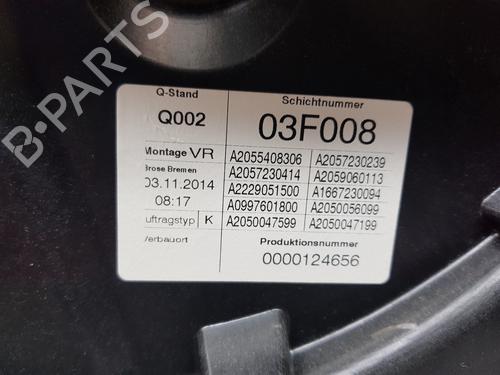 Q-Stand
Schichtnummer
Q002
03F008
Montage VR
A2055408306 A2057230239
Brose Bremen
A2057230414 A2059060113
03.11.2014
A2229051500 A1667230094
08:17
A0997601800 A2050056099
uftragstyp K
A2050047599 A2050047199
Verbauort
Produktionsnummer
0000124656
B-PARTS